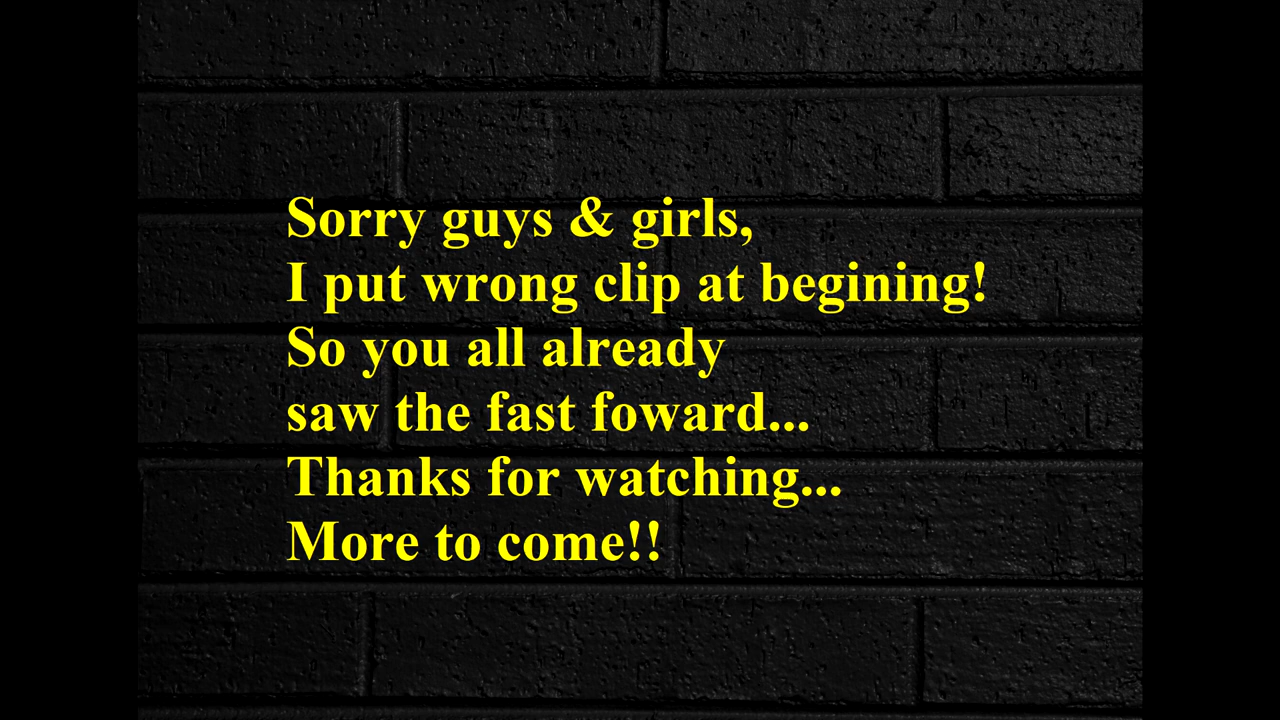 Sorry guys & girls,
I put wrong clip at begining!
So you all already
saw the fast foward...
Thanks for watching...
More to come!!